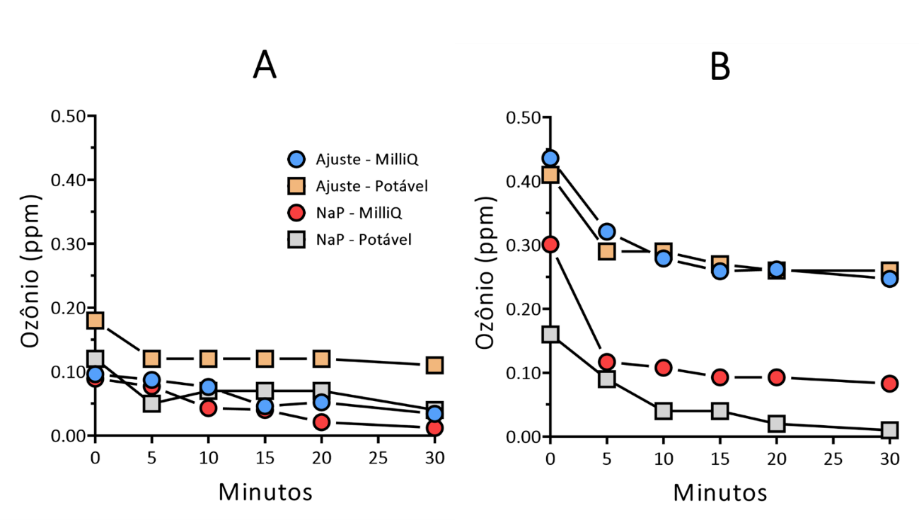 A
B
0.50
0.40
0.30
0.20
0.10
0.00
Ozônio (ppm)
Ajuste - MilliQ
Ajuste - Potável
NaP - MilliQ
NaP - Potável
0 5 10 15 20 25 30
Minutos
0.50
0.40
0.30
0.20
0.10
0.00
Ozônio (ppm)
0 5 10 15 20 25 30
Minutos